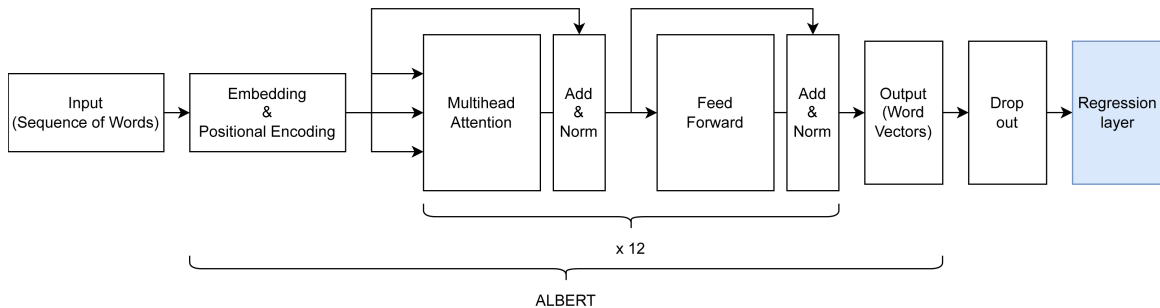 Input
(Sequence of Words)
Embedding
&
Positional Encoding
Multihead
Attention
Add
&
Norm
Feed
Forward
Add
&
Norm
Output
(Word
Vectors)
Drop
out
Regression
layer
x 12
ALBERT